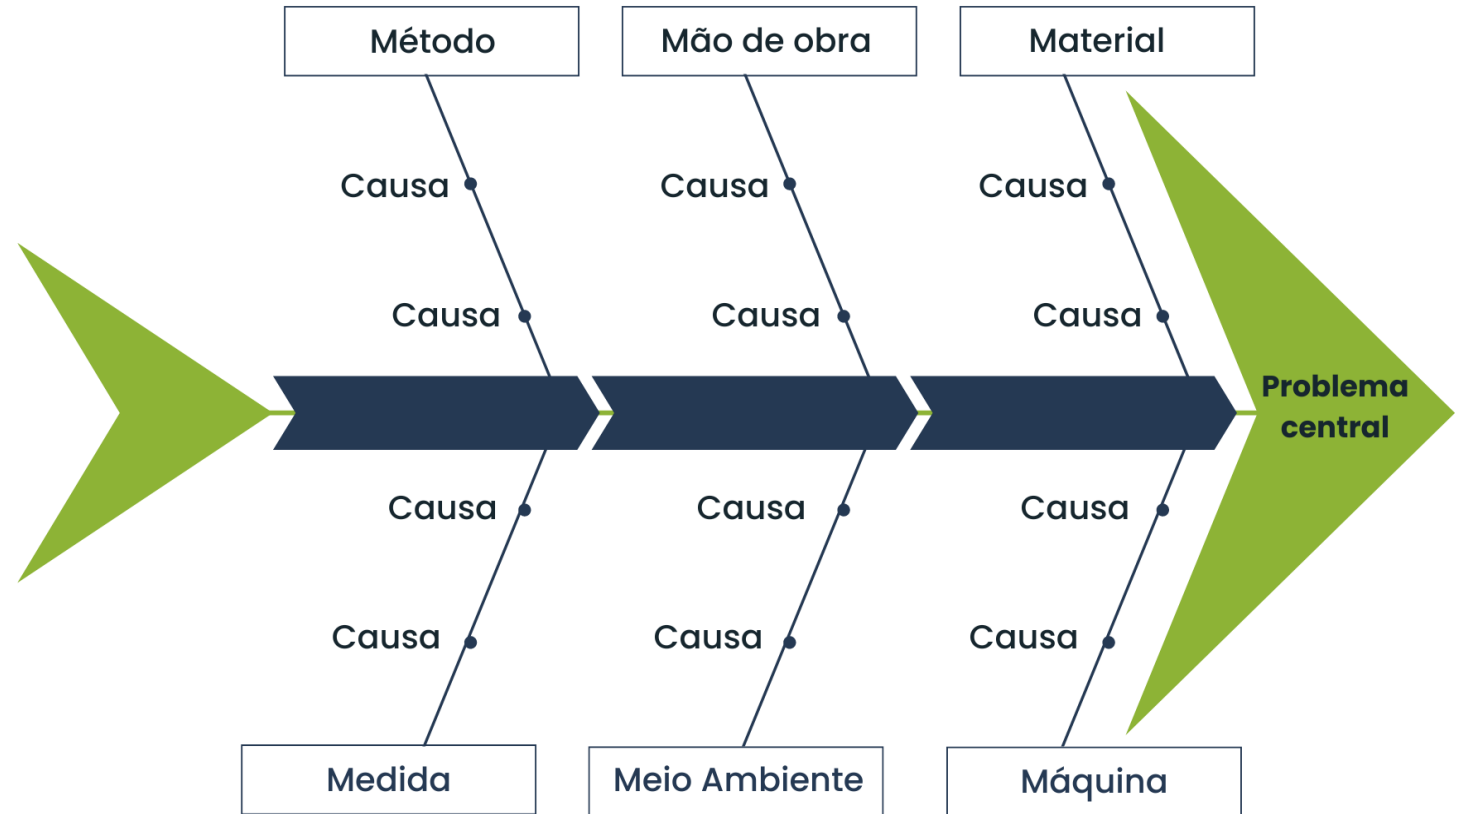 Método
Mão de obra
Material
Causa
Causa
Causa
Causa
Causa
Causa
Problema
central
Causa
Causa
Causa
Causa
Causa
Causa
Medida
Meio Ambiente
Máquina